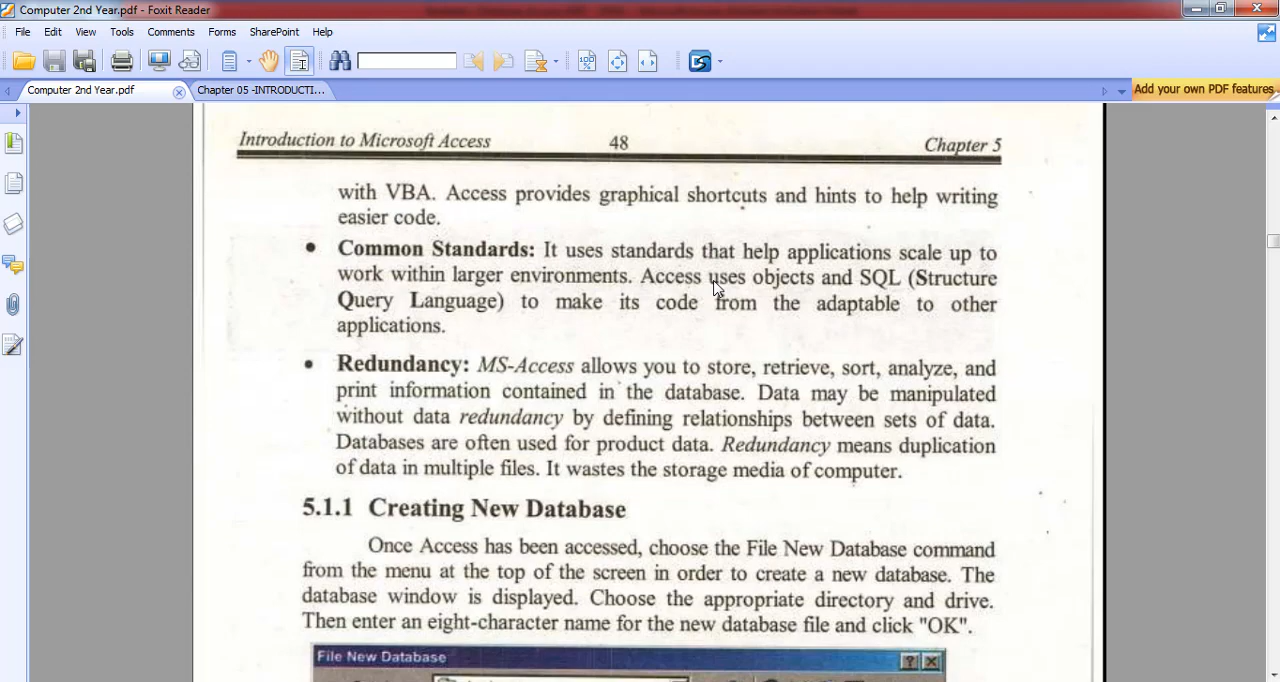 Computer 2nd Year.pdf - Foxit Reader
File Edit View Tools Comments Forms SharePoint Help
Computer 2nd Year.pdf Chapter 05 -INTRODUCTI... Add your own PDF features
Introduction to Microsoft Access 48 Chapter 5
with VBA. Access provides graphical shortcuts and hints to help writing
easier code.
• Common Standards: It uses standards that help applications scale up to
work within larger environments. Access uses objects and SQL (Structure
Query Language) to make its code from the adaptable to other
applications.
• Redundancy: MS-Access allows you to store, retrieve, sort, analyze, and
print information contained in the database. Data may be manipulated
without data redundancy by defining relationships between sets of data.
Databases are often used for product data. Redundancy means duplication
of data in multiple files. It wastes the storage media of computer.
5.1.1 Creating New Database
Once Access has been accessed, choose the File New Database command
from the menu at the top of the screen in order to create a new database. The
database window is displayed. Choose the appropriate directory and drive.
Then enter an eight-character name for the new database file and click "OK".
File New Database